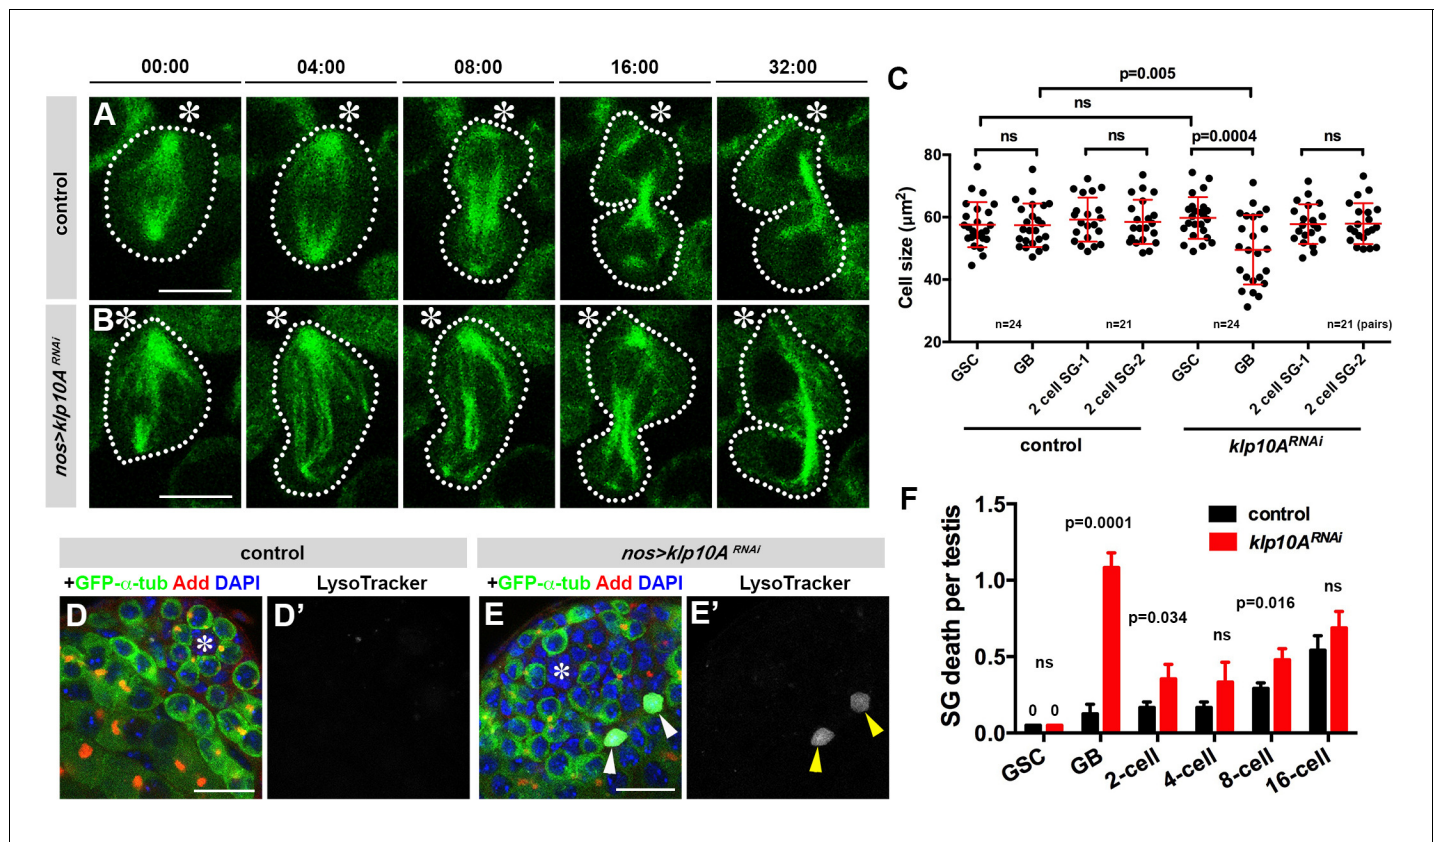 00:00 04:00 08:00 16:00 32:00
A
control
B
nos>klp10A RNAi
C
p=0.005
ns
ns ns p=0.0004 ns
Cell size (µm²)
80
60
40
20
n=24 n=21 n=24 n=21 (pairs)
GSC GB 2 cell SG-1 2 cell SG-2 GSC GB 2 cell SG-1 2 cell SG-2
control klp10A RNAi
control nos>klp10A RNAi
+GFP-α-tub Add DAPI LysoTracker +GFP-α-tub Add DAPI LysoTracker
D D’ E E’
F
SG death per testis
1.5
1.0
0.5
0.0
control
klp10A RNAi
p=0.0001
p=0.034
ns
p=0.016
ns
ns
0 0
GSC GB 2-cell 4-cell 8-cell 16-cell